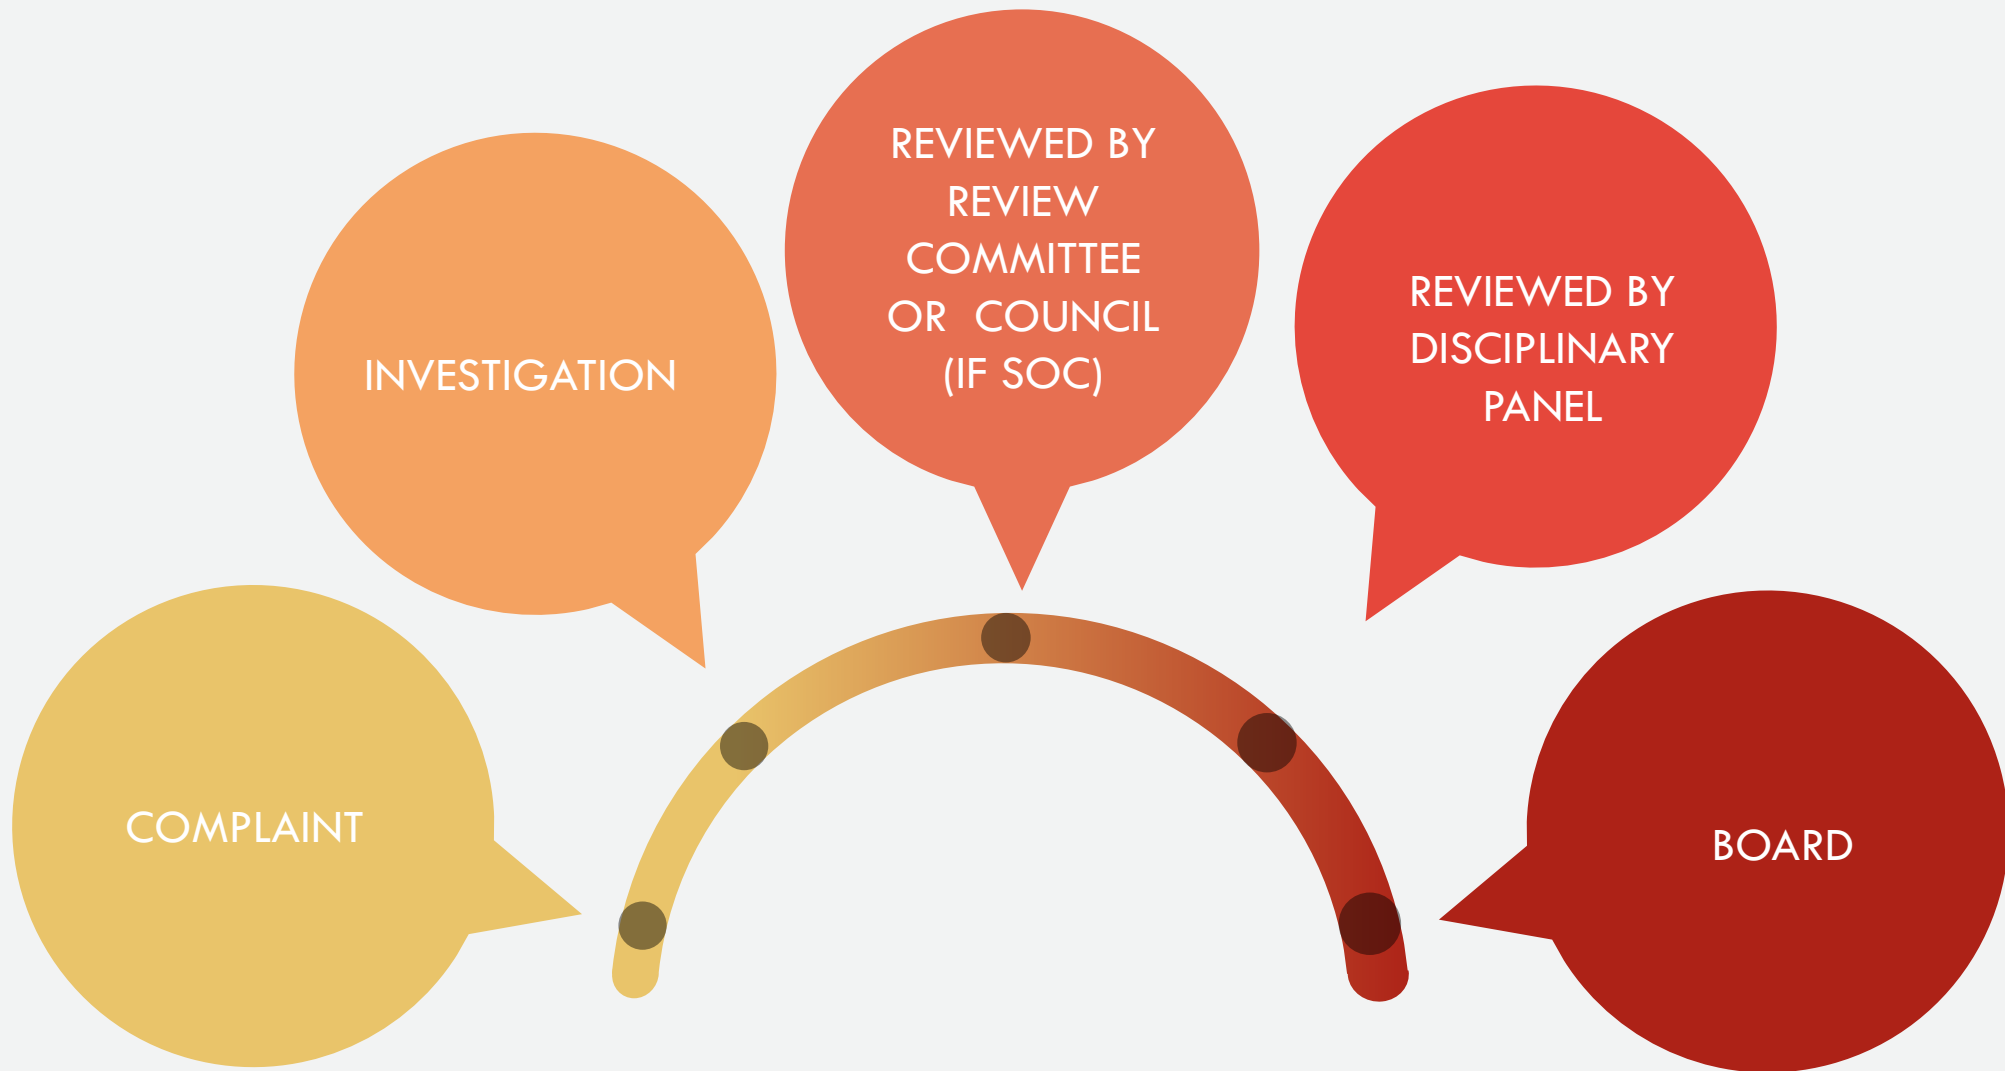 COMPLAINT
INVESTIGATION
REVIEWED BY
REVIEW
COMMITTEE
OR COUNCIL
(IF SOC)
REVIEWED BY
DISCIPLINARY
PANEL
BOARD